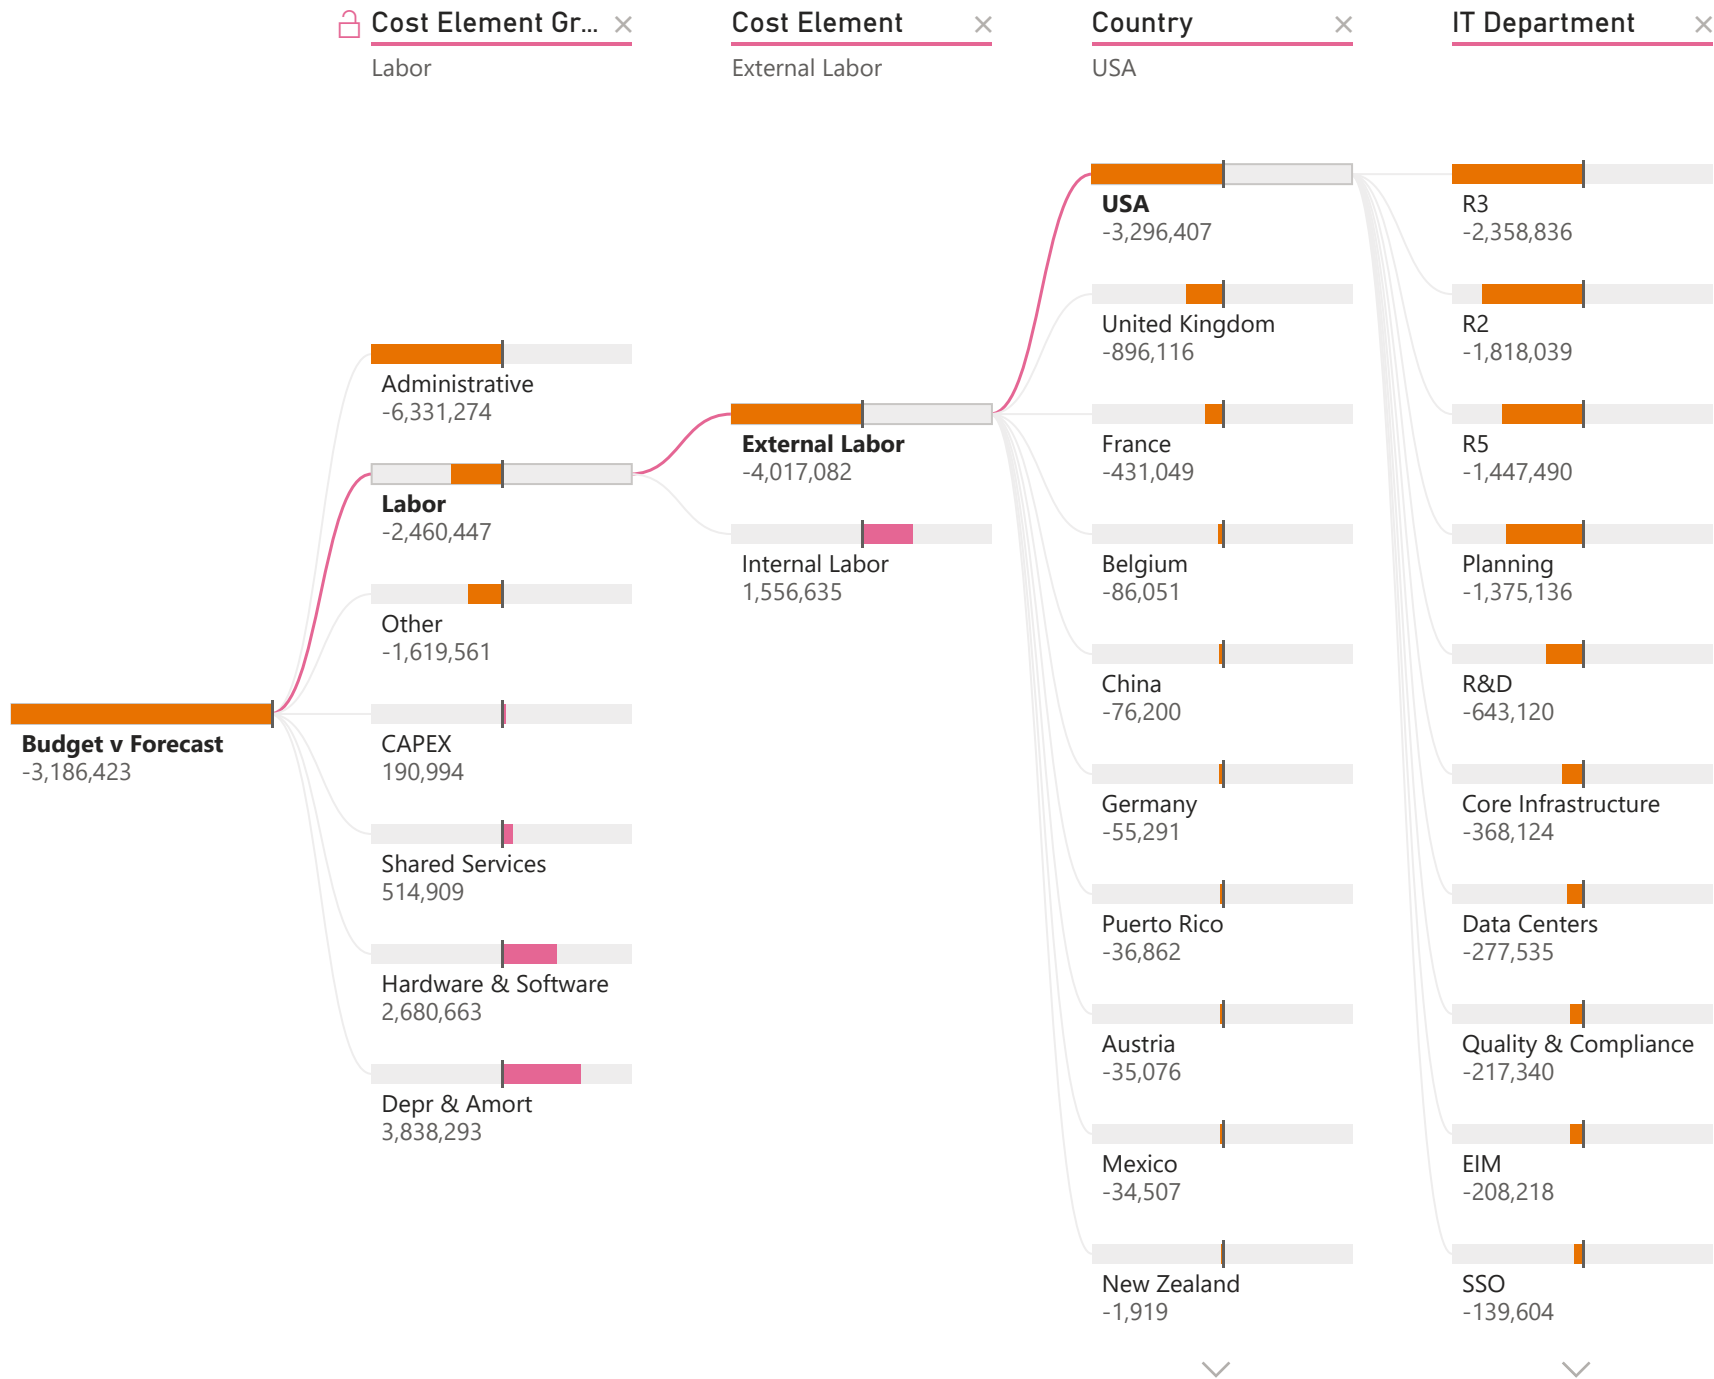 Cost Element Gr...
Labor
Cost Element
External Labor
Country
USA
IT Department
Budget v Forecast
-3,186,423
Administrative
-6,331,274
Labor
-2,460,447
Other
-1,619,561
CAPEX
190,994
Shared Services
514,909
Hardware & Software
2,680,663
Depr & Amort
3,838,293
External Labor
-4,017,082
Internal Labor
1,556,635
USA
-3,296,407
United Kingdom
-896,116
France
-431,049
Belgium
-86,051
China
-76,200
Germany
-55,291
Puerto Rico
-36,862
Austria
-35,076
Mexico
-34,507
New Zealand
-1,919
R3
-2,358,836
R2
-1,818,039
R5
-1,447,490
Planning
-1,375,136
R&D
-643,120
Core Infrastructure
-368,124
Data Centers
-277,535
Quality & Compliance
-217,340
EIM
-208,218
SSO
-139,604